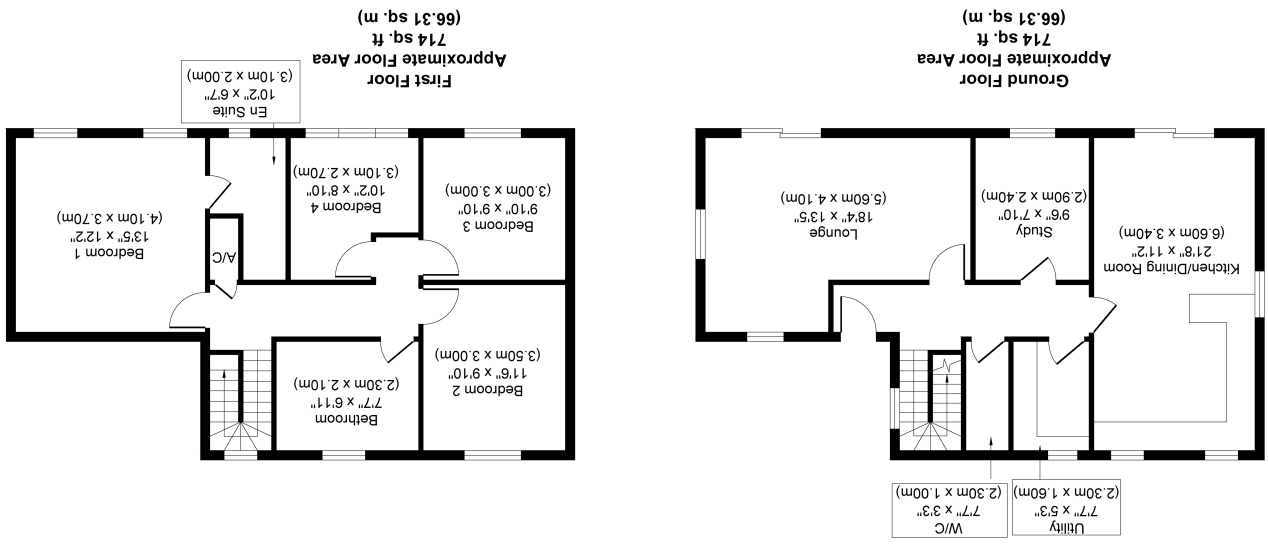 Utility
7'7" x 5'3"
(2.30m x 1.60m)
W/C
7'7" x 3'3"
(2.30m x 1.00m)
Kitchen/Dining Room
21'8" x 11'2"
(6.60m x 3.40m)
Study
9'6" x 7'10"
(2.90m x 2.40m)
Lounge
18'4" x 13'5"
(5.60m x 4.10m)
Ground Floor
Approximate Floor Area
714 sq. ft
(66.31 sq. m)
Bedroom 2
11'6" x 9'10"
(3.50m x 3.00m)
Bethroom
7'7" x 6'11"
(2.30m x 2.10m)
Bedroom 3
9'10" x 9'10"
(3.00m x 3.00m)
Bedroom 4
10'2" x 8'10"
(3.10m x 2.70m)
A/C
Bedroom 1
13'5" x 12'2"
(4.10m x 3.70m)
En Suite
10'2" x 6'7"
(3.10m x 2.00m)
First Floor
Approximate Floor Area
714 sq. ft
(66.31 sq. m)